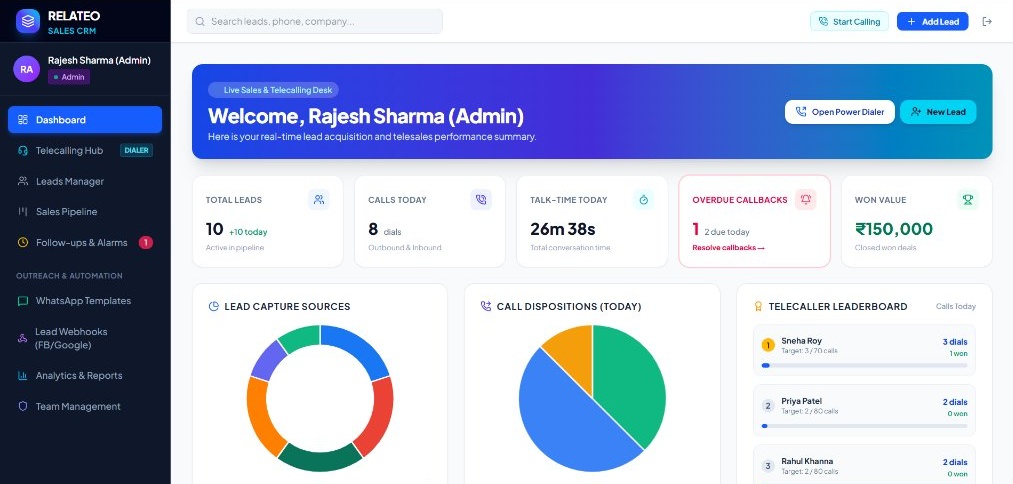 RELATEO
SALES CRM
Search leads, phone, company...
Start Calling
Add Lead
RA
Rajesh Sharma (Admin)
Admin
Dashboard
Telecalling Hub
DIALER
Leads Manager
Sales Pipeline
Follow-ups & Alarms
1
OUTREACH & AUTOMATION
WhatsApp Templates
Lead Webhooks
(FB/Google)
Analytics & Reports
Team Management
Live Sales & Telecalling Desk
Welcome, Rajesh Sharma (Admin)
Here is your real-time lead acquisition and telesales performance summary.
Open Power Dialer
New Lead
TOTAL LEADS
10 +10 today
Active in pipeline
CALLS TODAY
8 dials
Outbound & Inbound
TALK-TIME TODAY
26m 38s
Total conversation time
OVERDUE CALLBACKS
1 2 due today
Resolve callbacks →
WON VALUE
₹150,000
Closed won deals
LEAD CAPTURE SOURCES
CALL DISPOSITIONS (TODAY)
TELECALLER LEADERBOARD
Calls Today
1
Sneha Roy
Target: 3 / 70 calls
3 dials
1 won
2
Priya Patel
Target: 2 / 80 calls
2 dials
0 won
3
Rahul Khanna
Target: 2 / 80 calls
2 dials
0 won